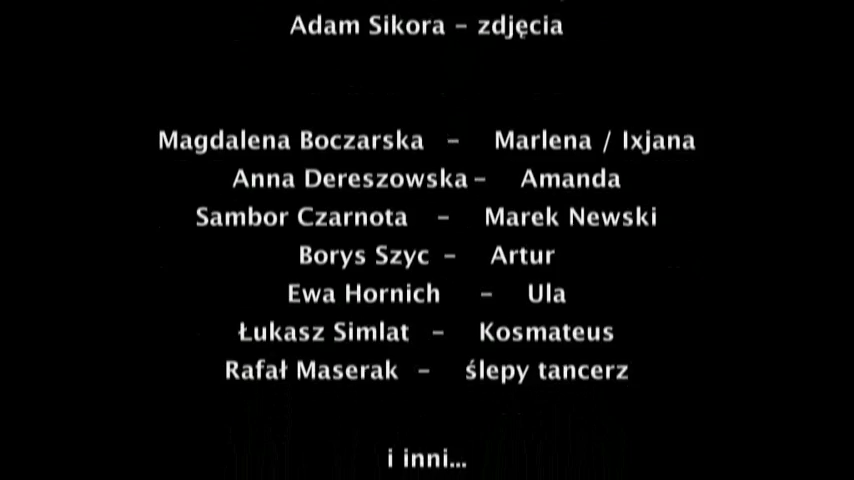 Adam Sikora - zdjęcia
Magdalena Boczarska - Marlena / Ixjana
Anna Dereszowska - Amanda
Sambor Czarnota - Marek Newski
Borys Szyc - Artur
Ewa Hornich - Ula
Łukasz Simlat - Kosmateus
Rafał Maserak - ślepy tancerz
i inni...